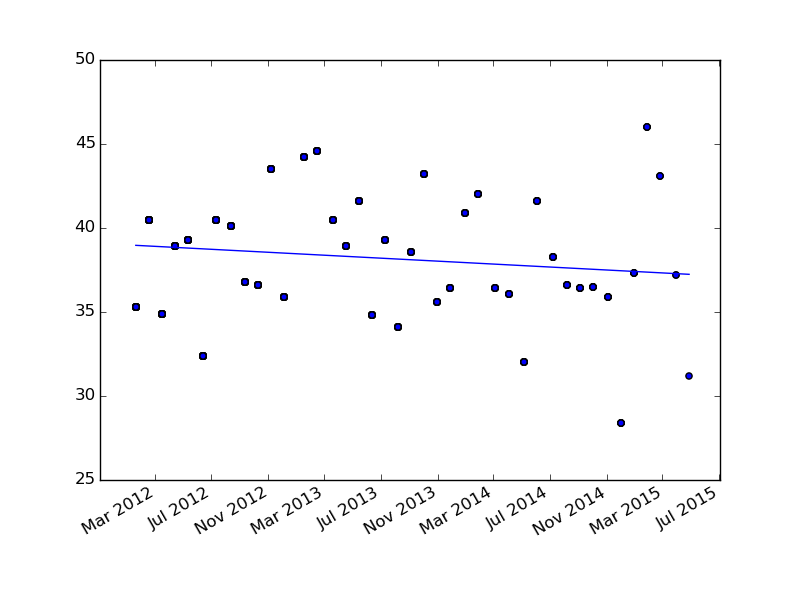 50
45
40
35
30
25
Mar 2012
Jul 2012
Nov 2012
Mar 2013
Jul 2013
Nov 2013
Mar 2014
Jul 2014
Nov 2014
Mar 2015
Jul 2015